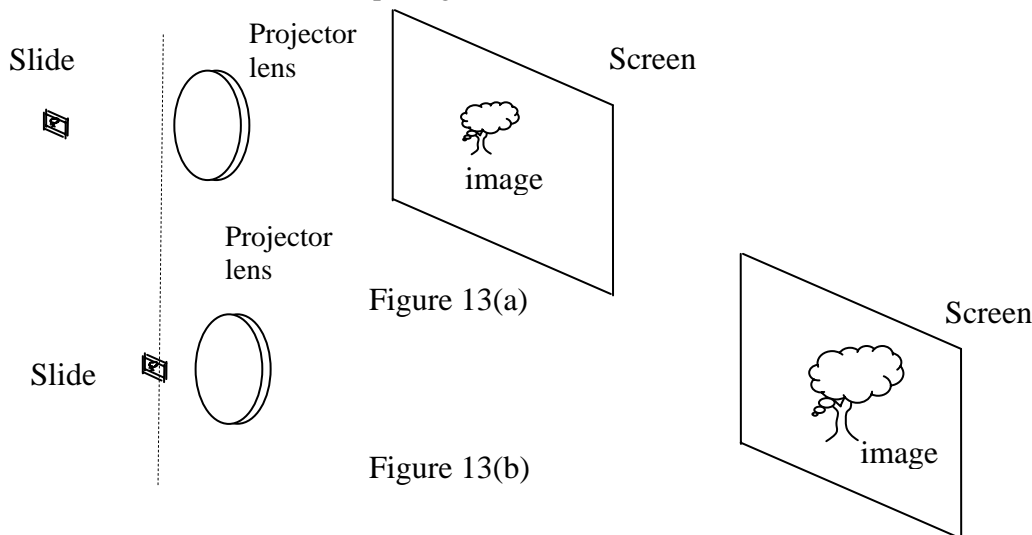 Projector
lens
Slide
Screen
image
Projector
lens
Figure 13(a)
Screen
Slide
image
Figure 13(b)